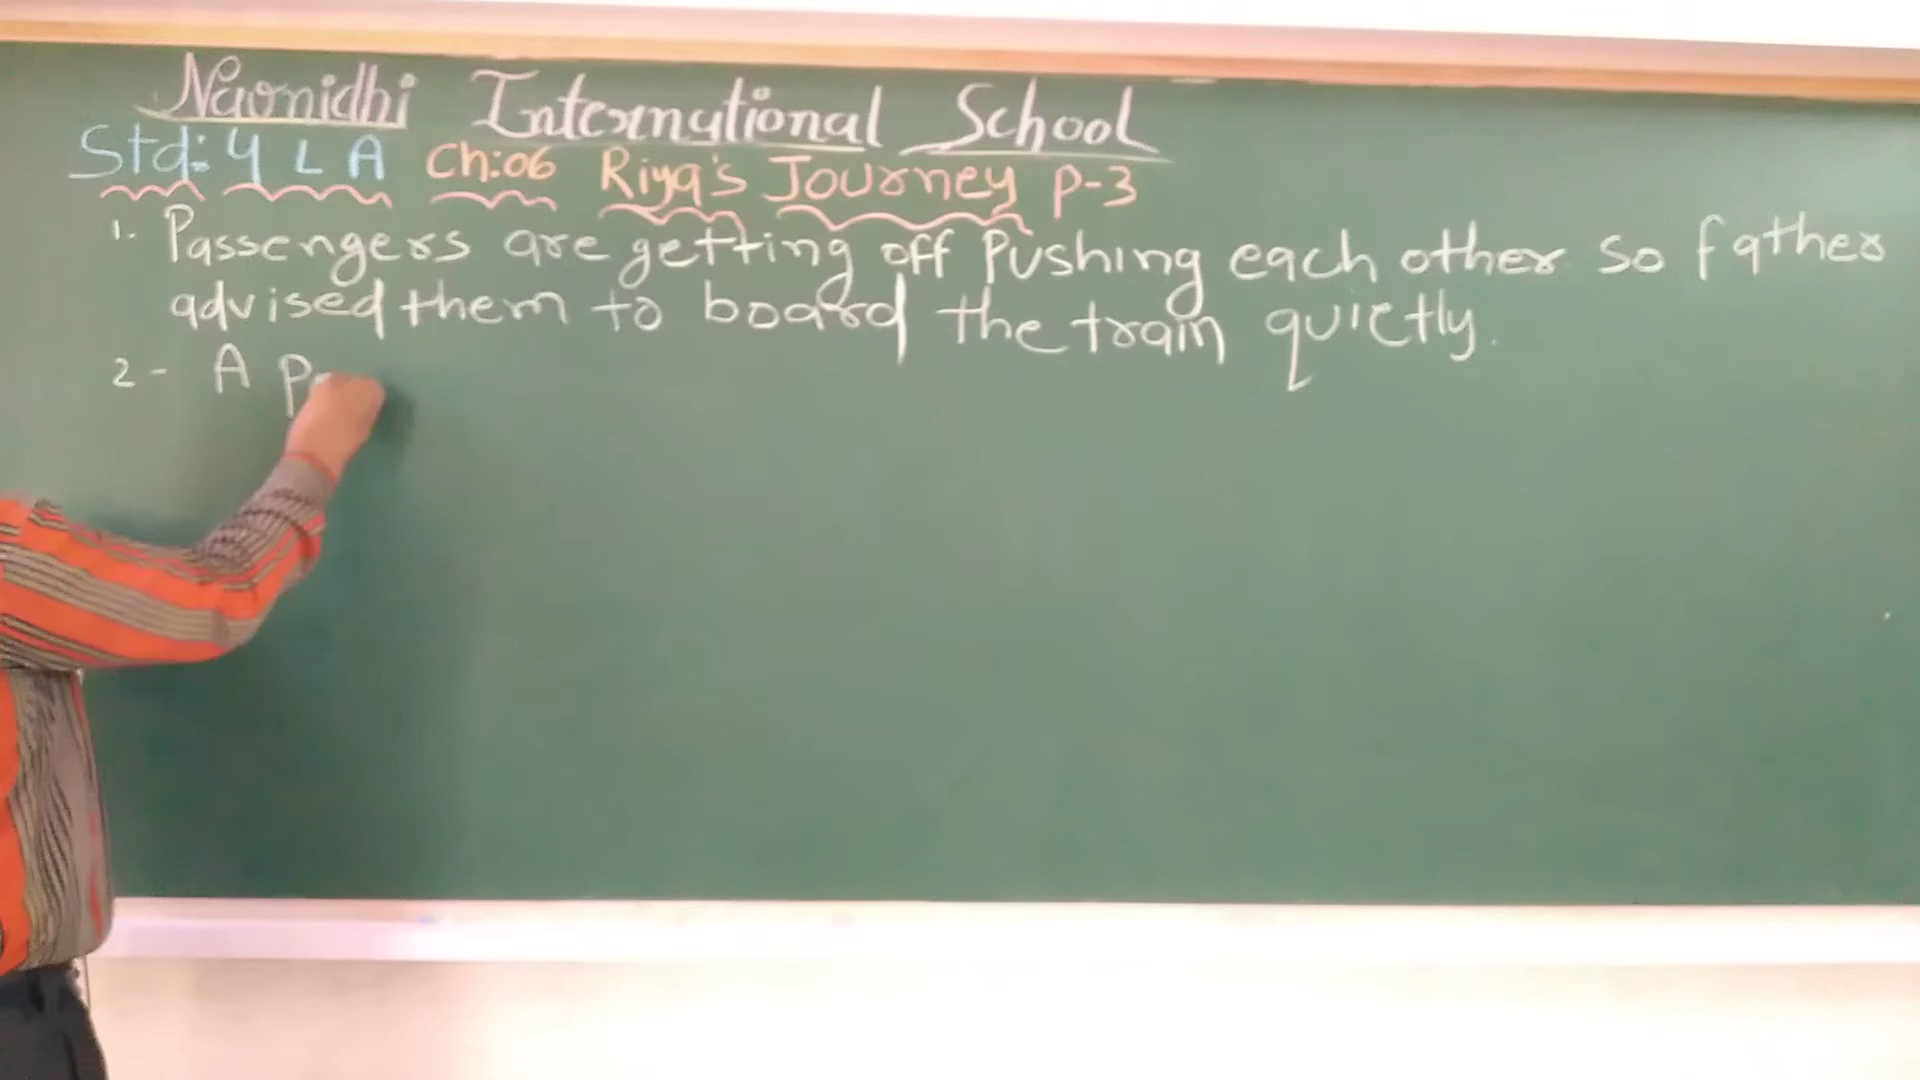 Navnidhi International School
Std: 4 L A Ch:06 Riya's Journey P-3
1. Passengers are getting off pushing each other so father
advised them to board the train quietly.
2- A